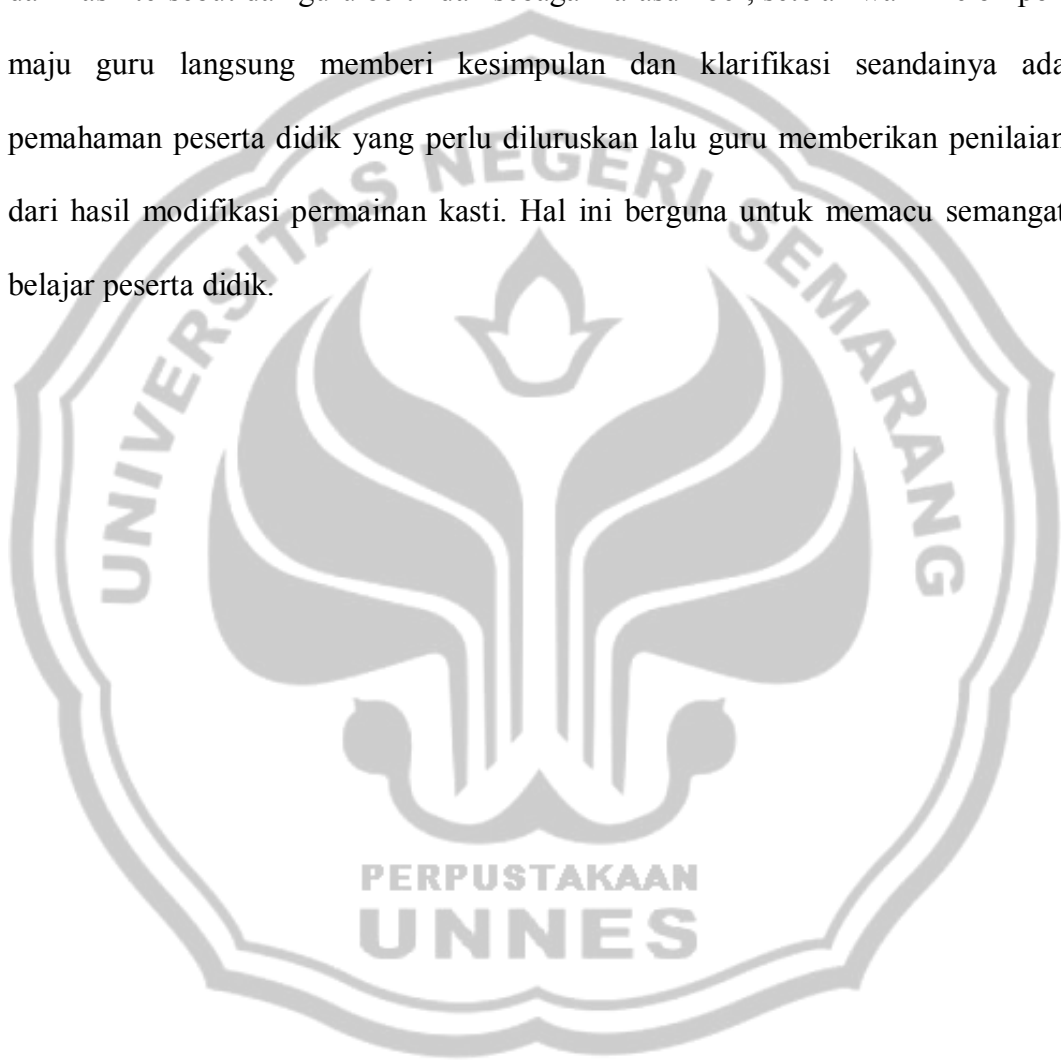 maju guru langsung memberi kesimpulan dan klarifikasi seandainya ada
pemahaman peserta didik yang perlu diluruskan lalu guru memberikan penilaian
dari hasil modifikasi permainan kasti. Hal ini berguna untuk memacu semangat
belajar peserta didik.
UNIVERSITAS NEGERI SEMARANG
PERPUSTAKAAN
UNNES